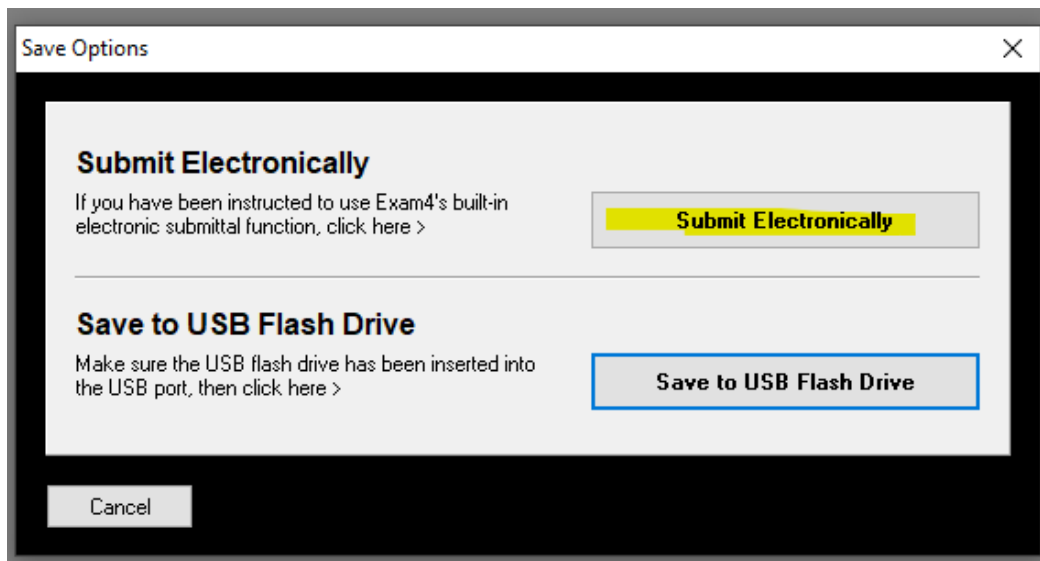 Save Options
Submit Electronically
If you have been instructed to use Exam4's built-in
electronic submittal function, click here >
Submit Electronically
Save to USB Flash Drive
Make sure the USB flash drive has been inserted into
the USB port, then click here >
Save to USB Flash Drive
Cancel